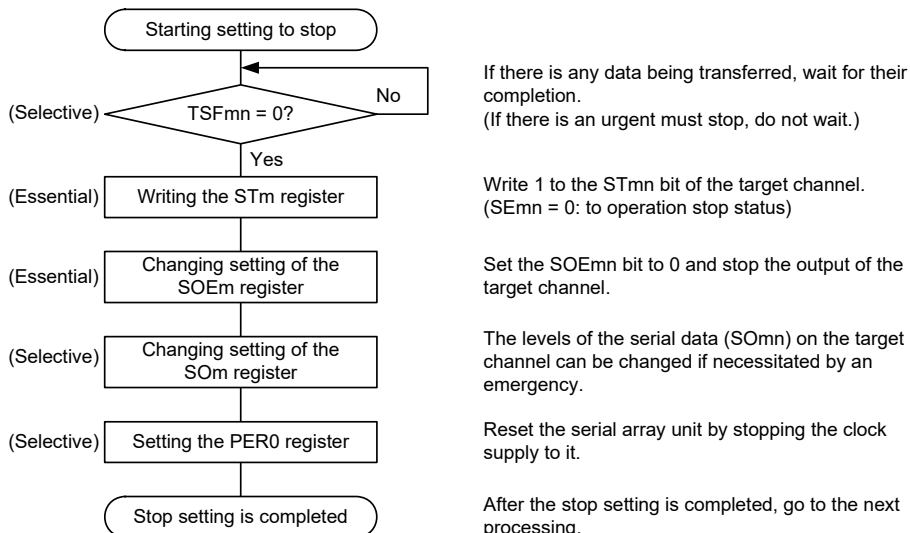 Starting setting to stop
If there is any data being transferred, wait for their
completion.
(If there is an urgent must stop, do not wait.)
(Selective)
TSFmn = 0?
No
Yes
(Essential)
Writing the STm register
Write 1 to the STmn bit of the target channel.
(SEmn = 0: to operation stop status)
(Essential)
Changing setting of the
SOEm register
Set the SOEmn bit to 0 and stop the output of the
target channel.
(Selective)
Changing setting of the
SOm register
The levels of the serial data (SOmn) on the target
channel can be changed if necessitated by an
emergency.
(Selective)
Setting the PER0 register
Reset the serial array unit by stopping the clock
supply to it.
Stop setting is completed
After the stop setting is completed, go to the next
processing.